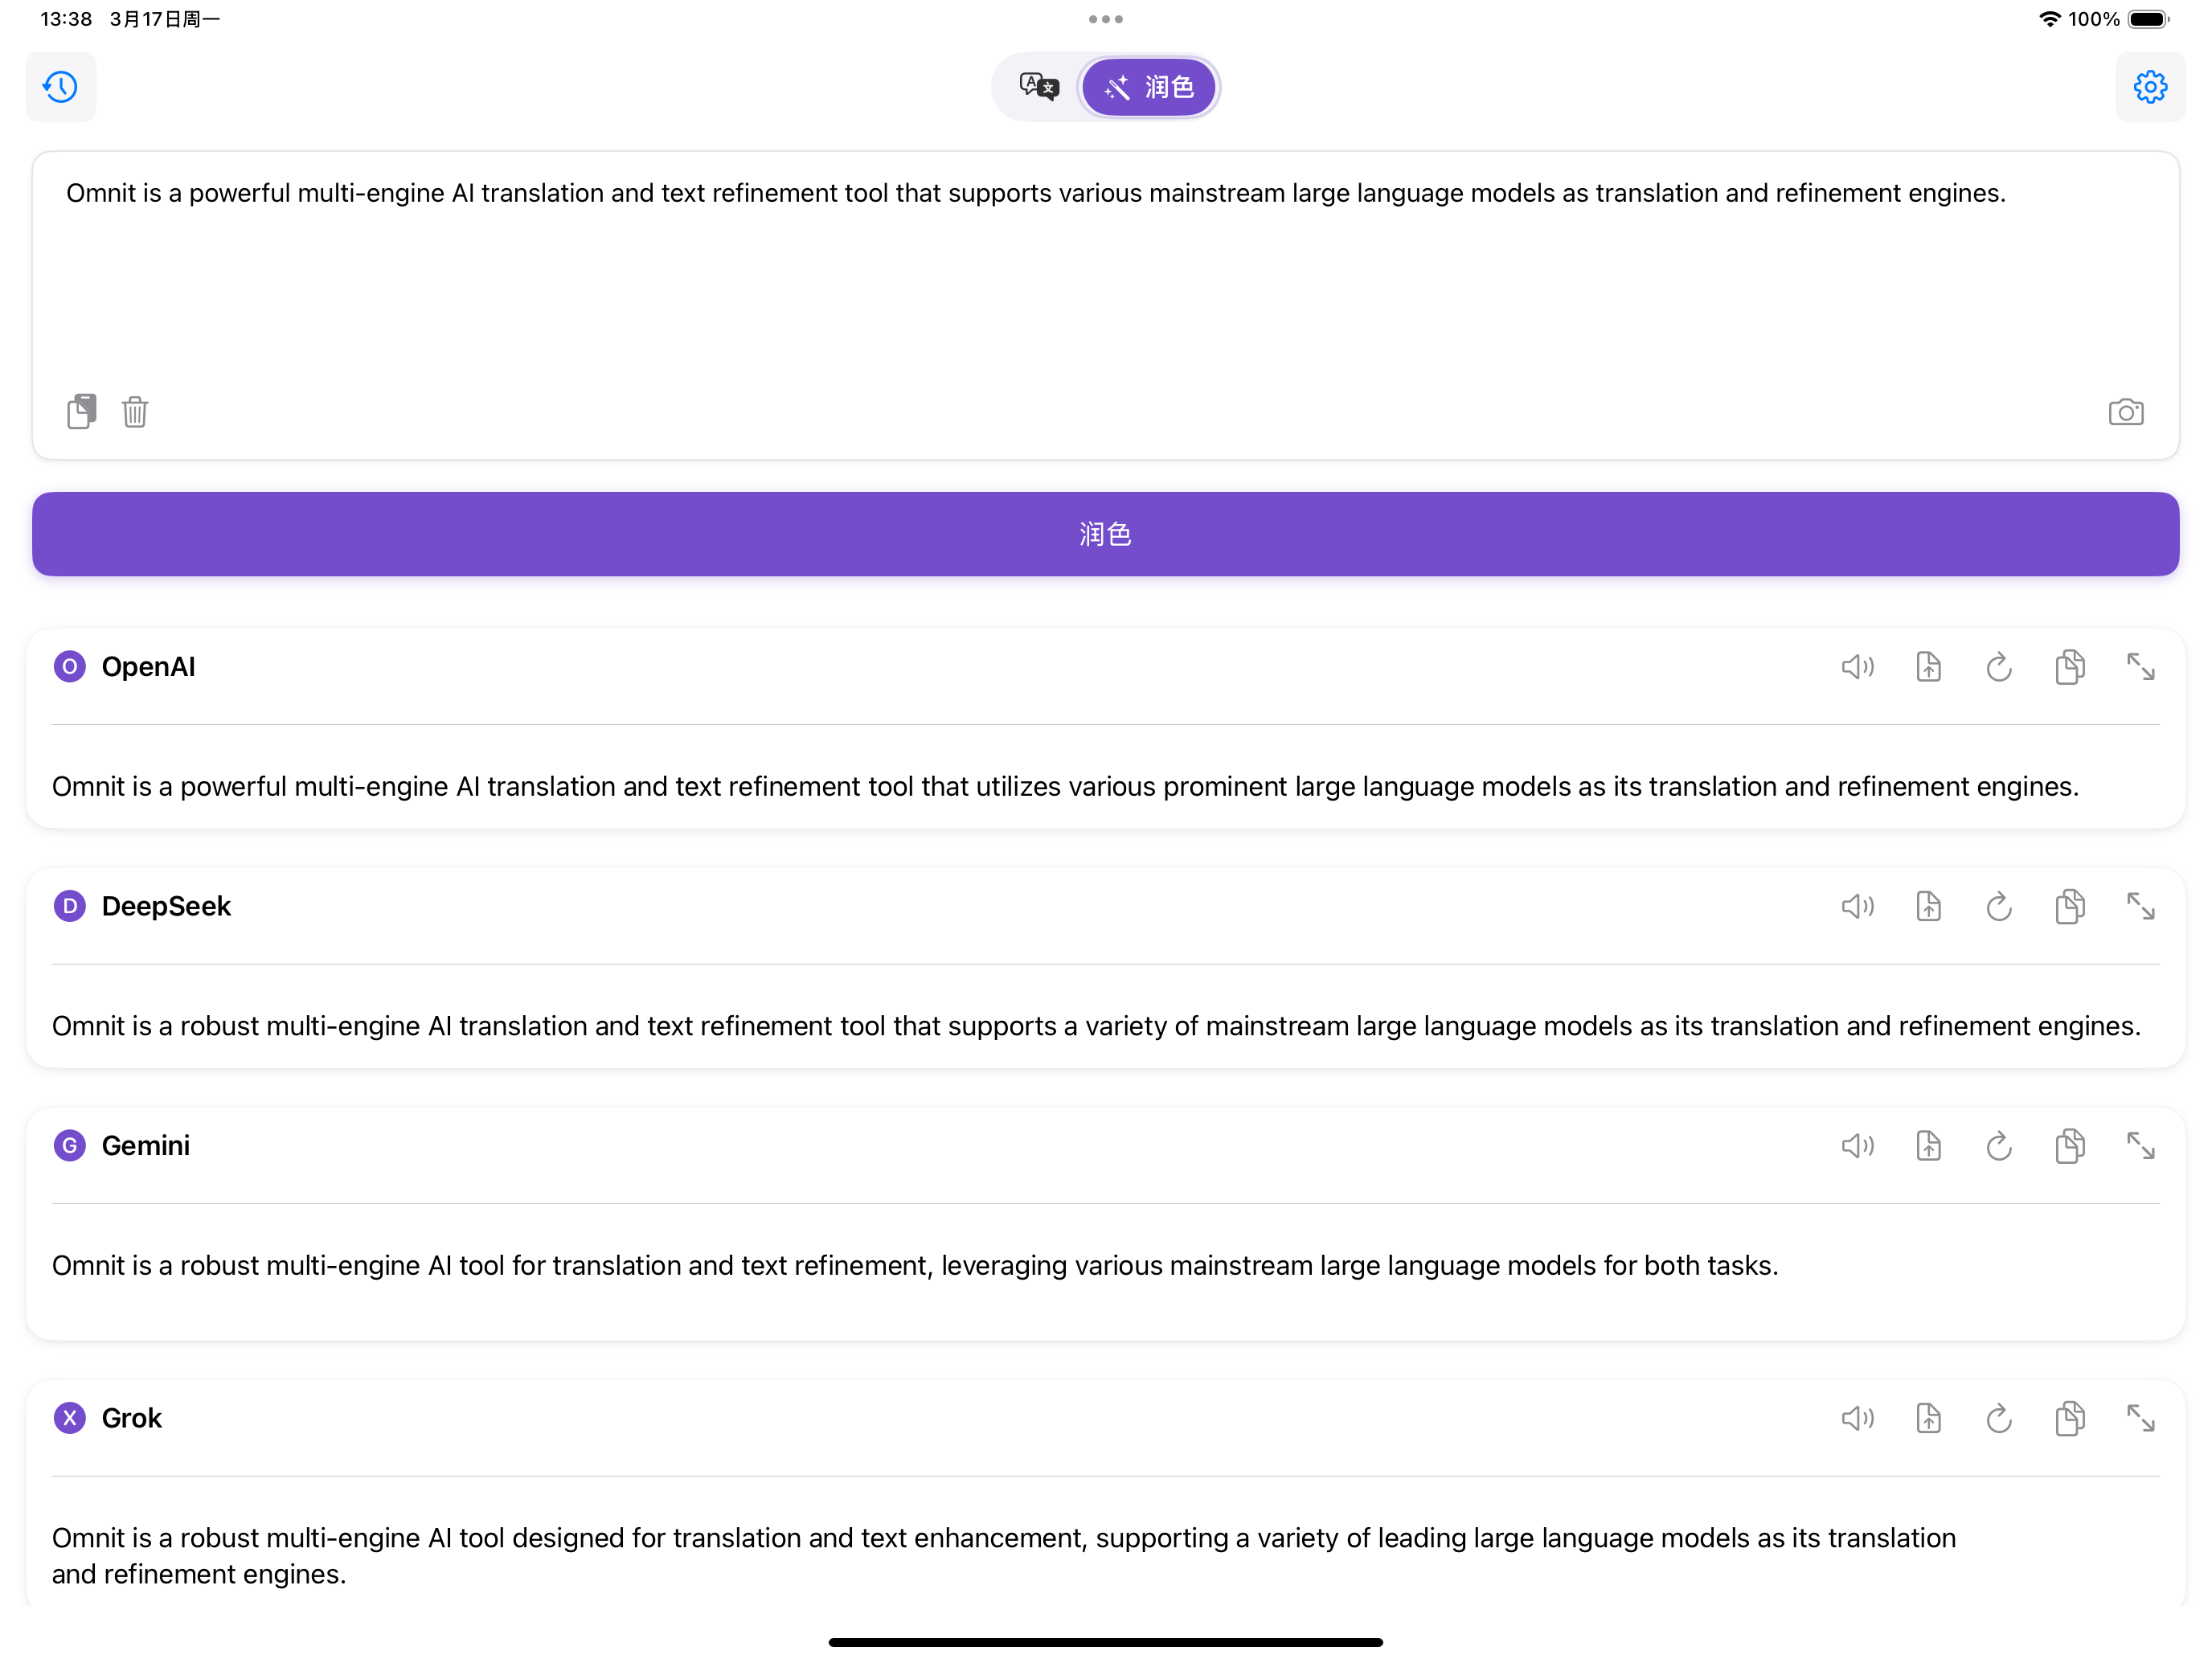 13:38 3月17日周一
100%
A 文
润色
Omnit is a powerful multi-engine AI translation and text refinement tool that supports various mainstream large language models as translation and refinement engines.
润色
O OpenAI
Omnit is a powerful multi-engine AI translation and text refinement tool that utilizes various prominent large language models as its translation and refinement engines.
D DeepSeek
Omnit is a robust multi-engine AI translation and text refinement tool that supports a variety of mainstream large language models as its translation and refinement engines.
G Gemini
Omnit is a robust multi-engine AI tool for translation and text refinement, leveraging various mainstream large language models for both tasks.
X Grok
Omnit is a robust multi-engine AI tool designed for translation and text enhancement, supporting a variety of leading large language models as its translation
and refinement engines.